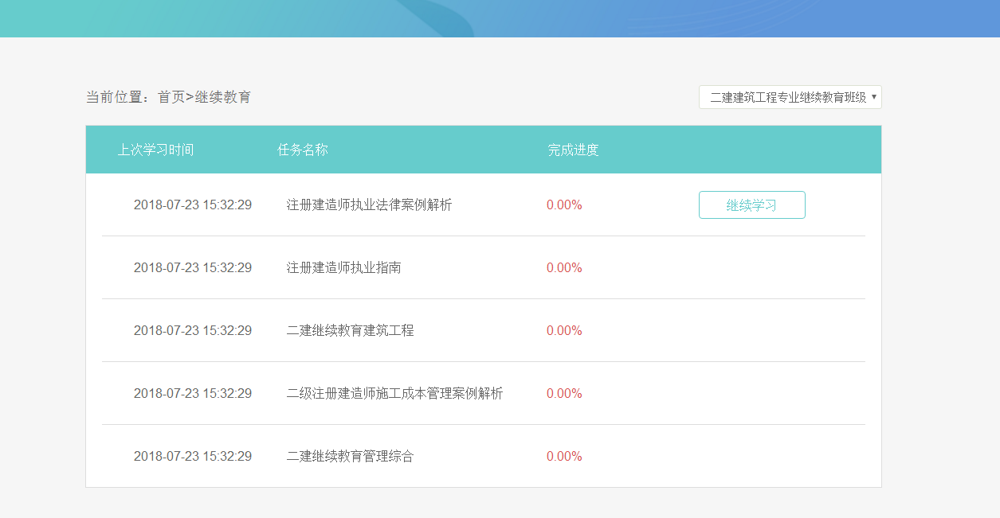 当前位置：首页>继续教育
二建建筑工程专业继续教育班级
上次学习时间 任务名称 完成进度
2018-07-23 15:32:29 注册建造师执业法律案例解析 0.00% 继续学习
2018-07-23 15:32:29 注册建造师执业指南 0.00%
2018-07-23 15:32:29 二建继续教育建筑工程 0.00%
2018-07-23 15:32:29 二级注册建造师施工成本管理案例解析 0.00%
2018-07-23 15:32:29 二建继续教育管理综合 0.00%